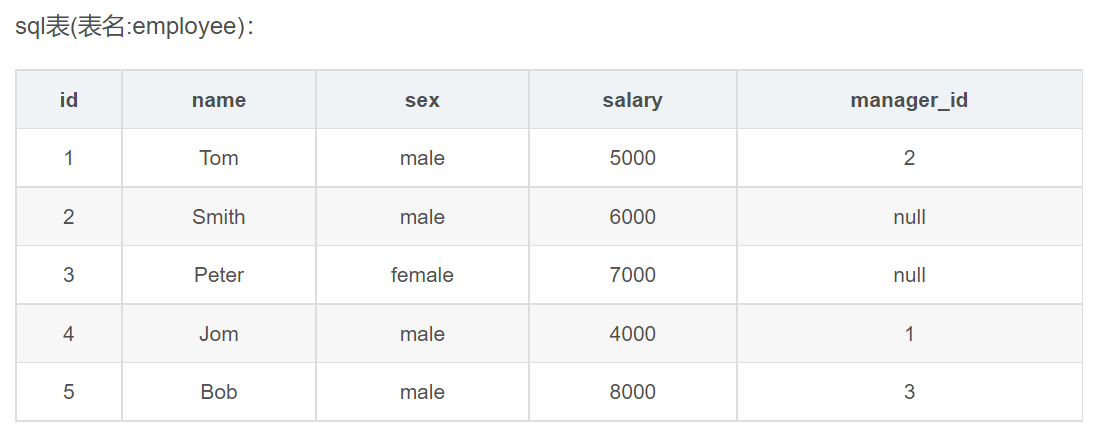 sql表(表名:employee):
id name sex salary manager_id
1 Tom male 5000 2
2 Smith male 6000 null
3 Peter female 7000 null
4 Jom male 4000 1
5 Bob male 8000 3